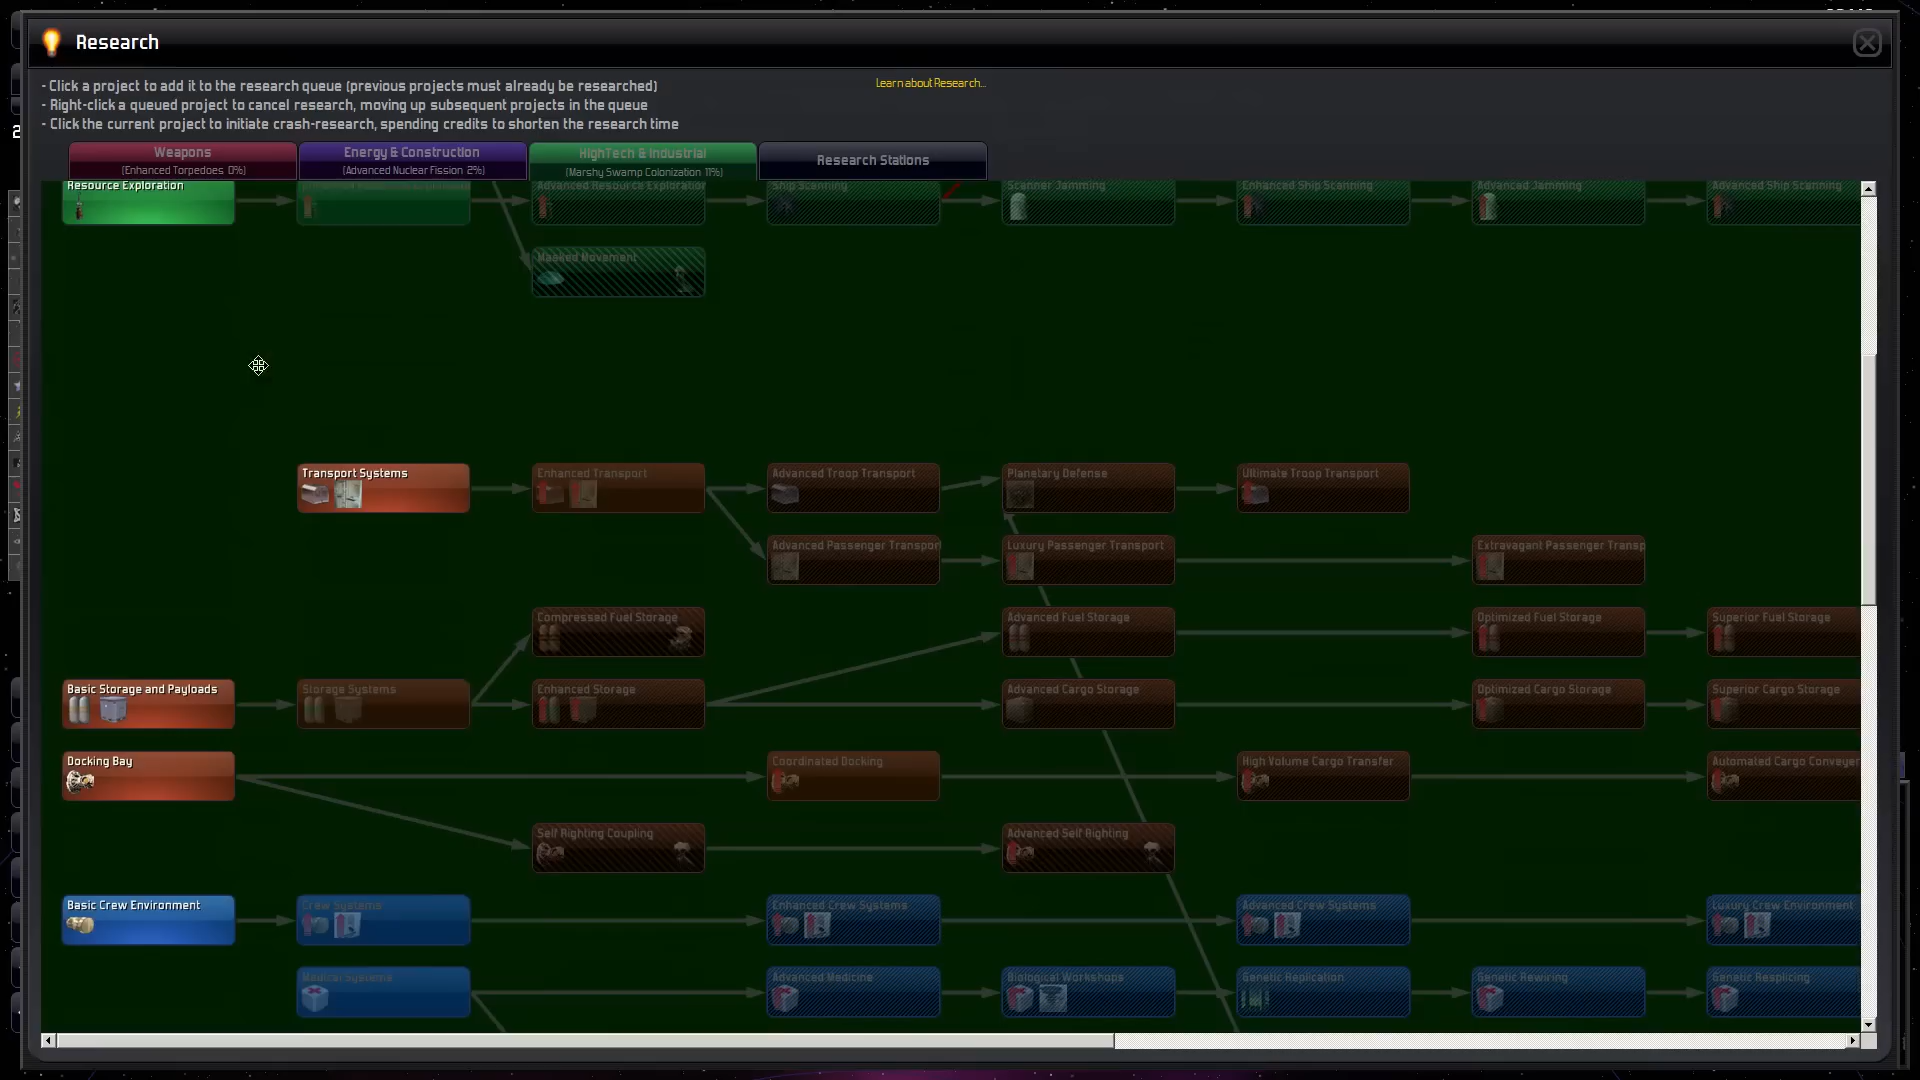 Research
- Click a project to add it to the research queue (previous projects must already be researched)
Learn about Research...
- Right-click a queued project to cancel research, moving up subsequent projects in the queue
- Click the current project to initiate crash-research, spending credits to shorten the research time
Weapons
(Enhanced Torpedoes 0%)
Energy & Construction
(Advanced Nuclear Fission 2%)
HighTech & Industrial
(Marshy Swamp Colonization 11%)
Research Stations
Resource Exploration
Advanced Resource Exploration
Ship Scanning
Scanner Jamming
Enhanced Ship Scanning
Advanced Jamming
Advanced Ship Scanning
Masked Movement
Transport Systems
Enhanced Transport
Advanced Troop Transport
Planetary Defense
Ultimate Troop Transport
Advanced Passenger Transpor
Luxury Passenger Transport
Extravagant Passenger Transp
Compressed Fuel Storage
Advanced Fuel Storage
Optimized Fuel Storage
Superior Fuel Storage
Basic Storage and Payloads
Storage Systems
Enhanced Storage
Advanced Cargo Storage
Optimized Cargo Storage
Superior Cargo Storage
Docking Bay
Coordinated Docking
High Volume Cargo Transfer
Automated Cargo Conveyer
Self Righting Coupling
Advanced Self Righting
Basic Crew Environment
Crew Systems
Enhanced Crew Systems
Advanced Crew Systems
Luxury Crew Environment
Medical Systems
Advanced Medicine
Biological Workshops
Genetic Replication
Genetic Rewiring
Genetic Resplicing